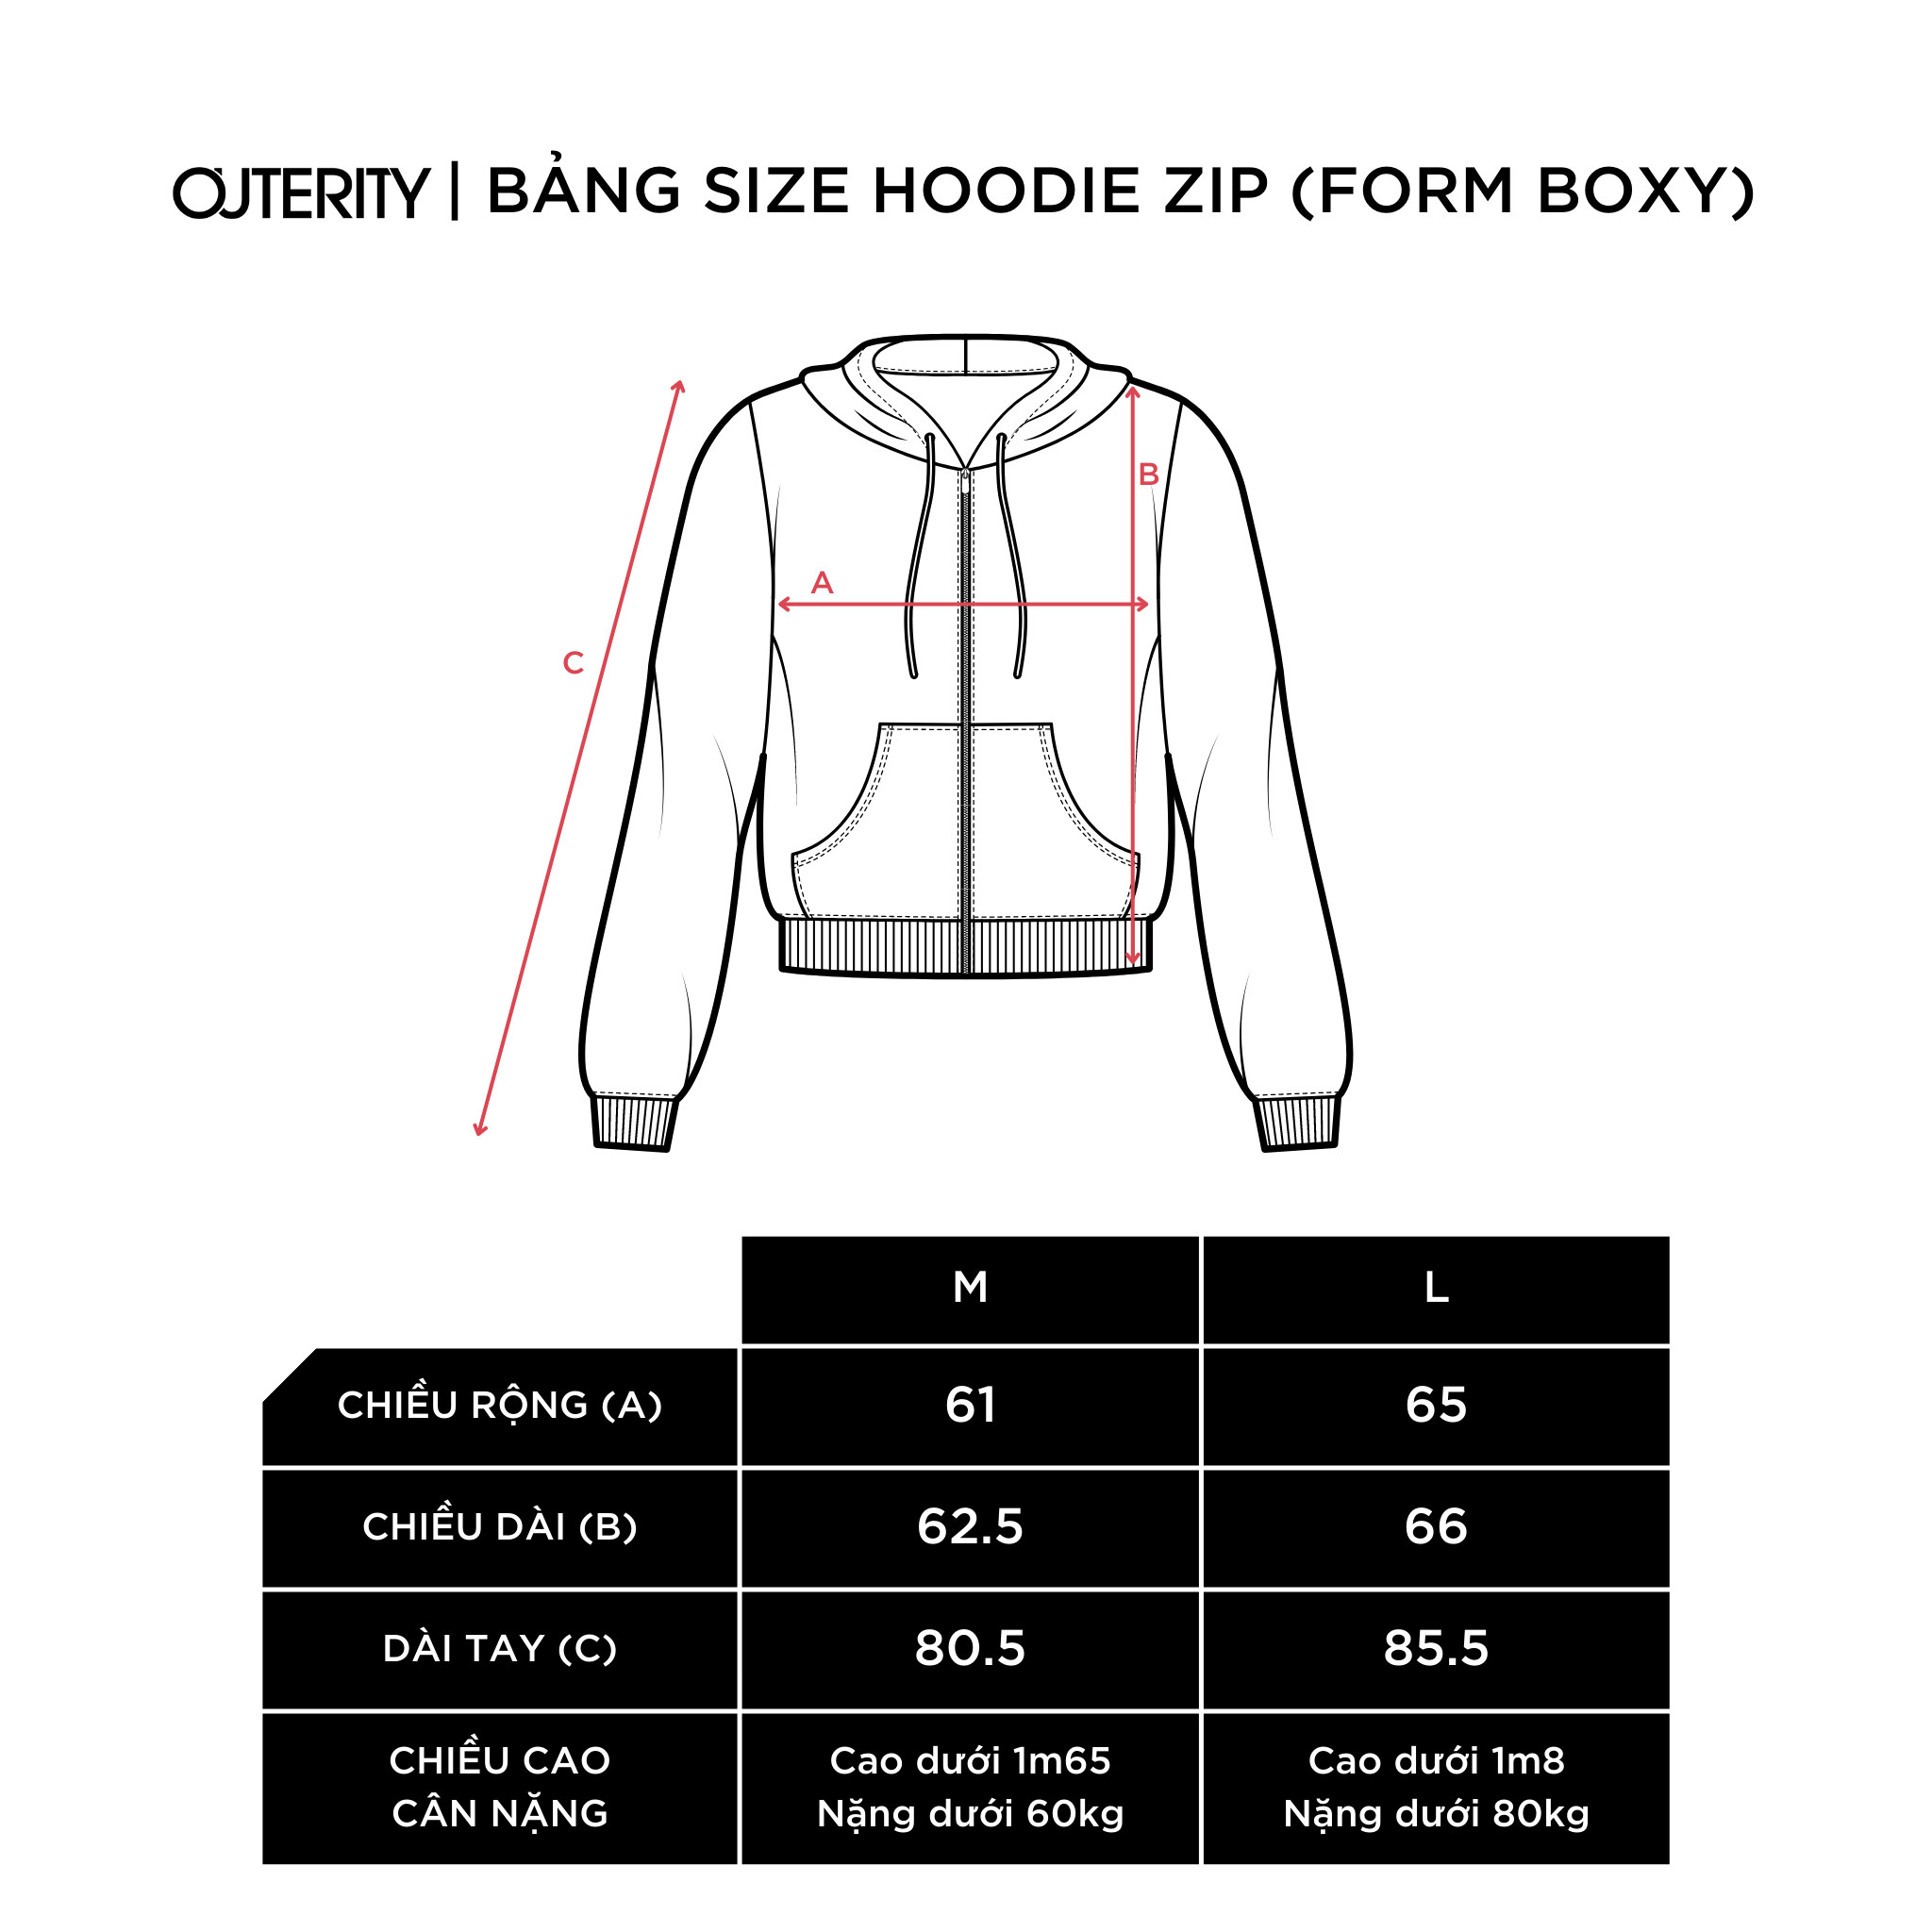 OUTERITY | BẢNG SIZE HOODIE ZIP (FORM BOXY)
B
A
C
M L
CHIỀU RỘNG (A) 61 65
CHIỀU DÀI (B) 62.5 66
DÀI TAY (C) 80.5 85.5
CHIỀU CAO Cao dưới 1m65 Cao dưới 1m8
CÂN NẶNG Nặng dưới 60kg Nặng dưới 80kg